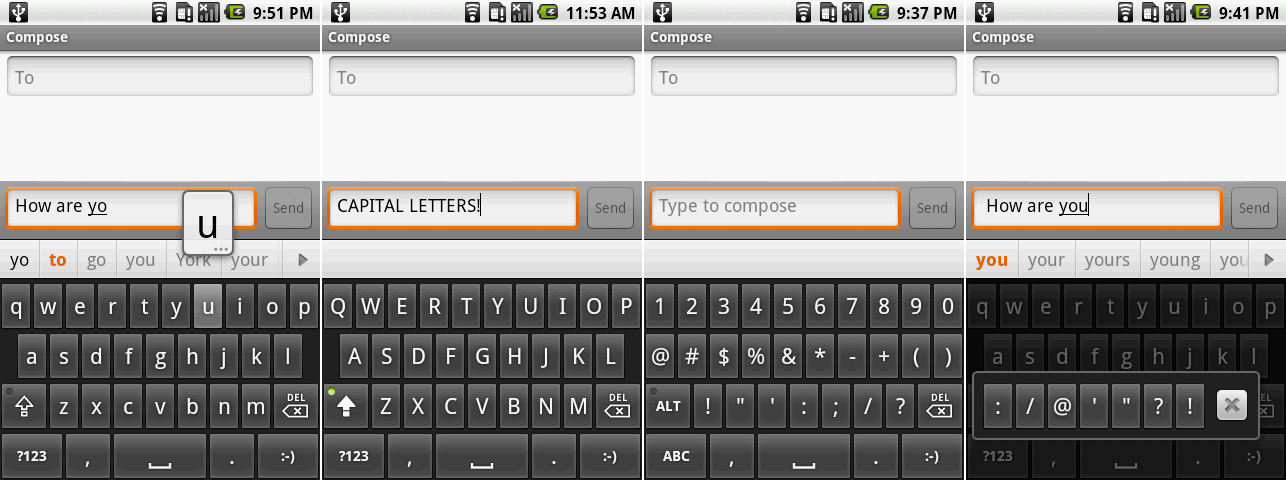 9:51 PM
Compose
To
How are yo
u
Send
yo to go you York your
q w e r t y u i o p
a s d f g h j k l
z x c v b n m DEL
?123 , . :-)
11:53 AM
Compose
To
CAPITAL LETTERS!
Send
Q W E R T Y U I O P
A S D F G H J K L
Z X C V B N M DEL
?123 , . :-)
9:37 PM
Compose
To
Type to compose
Send
1 2 3 4 5 6 7 8 9 0
@ # $ % & * - + ( )
ALT ! " ' : ; / ? DEL
ABC , . :-)
9:41 PM
Compose
To
How are you
Send
you your yours young you
q w e r t y u i o p
a s d f g h j k l
: / @ ' " ? !
?123 , . :-)